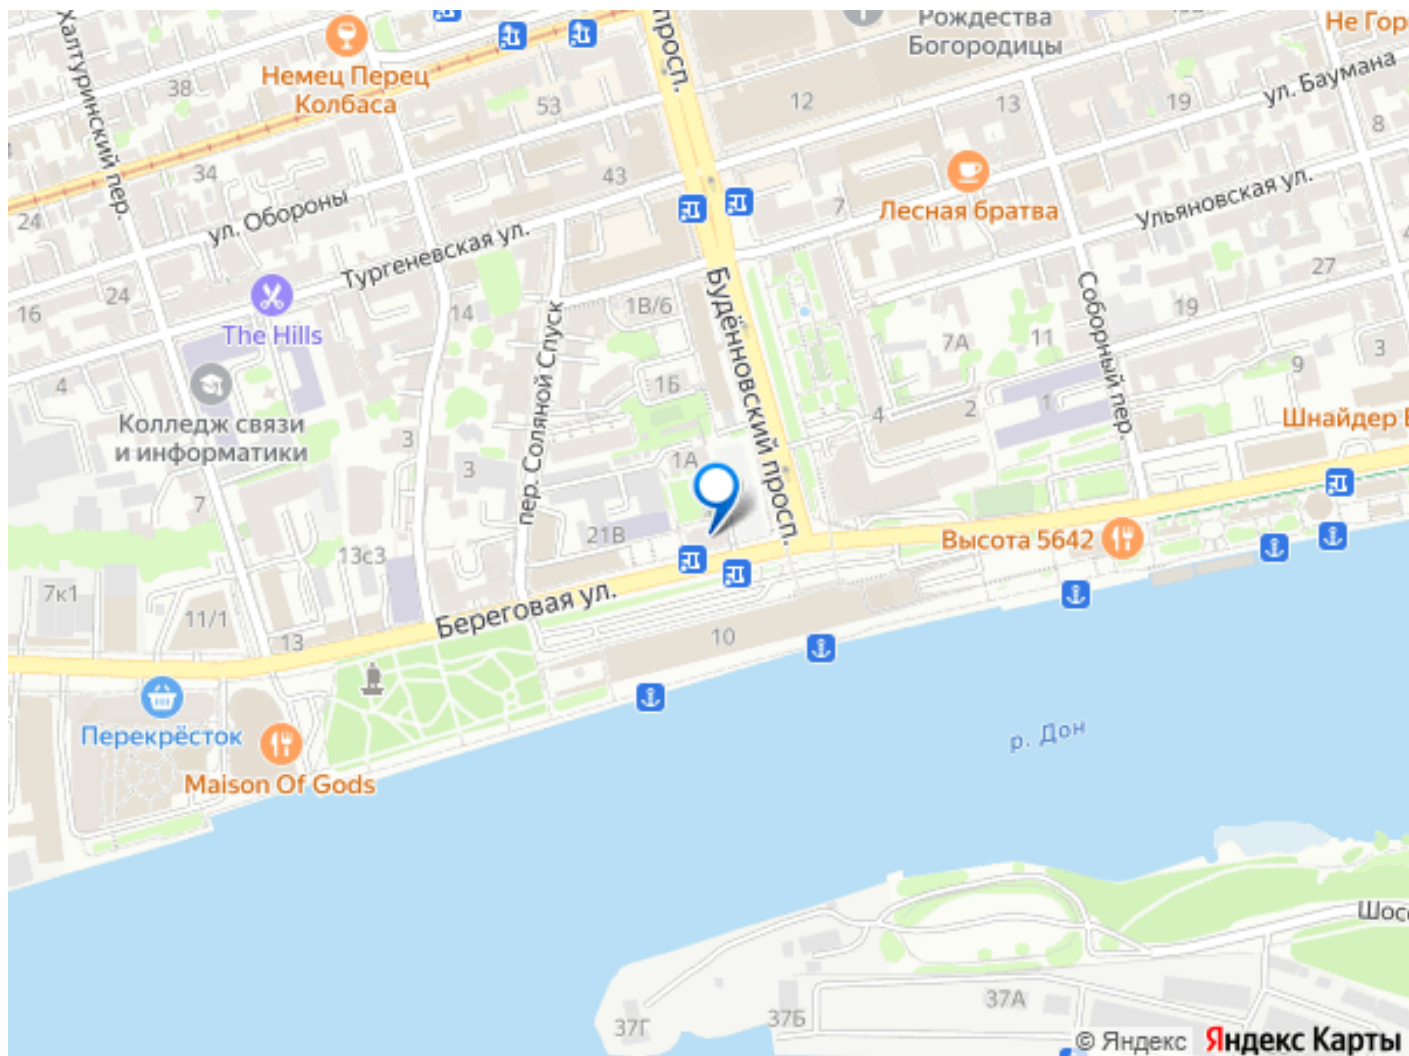 Халтуринский пер.
Немец Перец
Колбаса
38
53
просп.
Рождества
Богородицы
Не Гор
12
13
19
ул. Баумана
8
34
43
24
ул. Обороны
Тургеневская ул.
7
Лесная братва
Ульяновская ул.
4
16
24
The Hills
14
1В/6
Будённовский просп.
27
19
11
7А
3
9
Соборный пер.
4
Колледж связи
и информатики
3
3
пер. Соляной Спуск
1Б
1А
4
2
1
Шнайдер Б
7
13с3
21В
Высота 5642
7к1
11/1
13
Береговая ул.
10
Перекрёсток
Maison Of Gods
р. Дон
Шосс
37А
37Б
37Г
© Яндекс Яндекс Карты